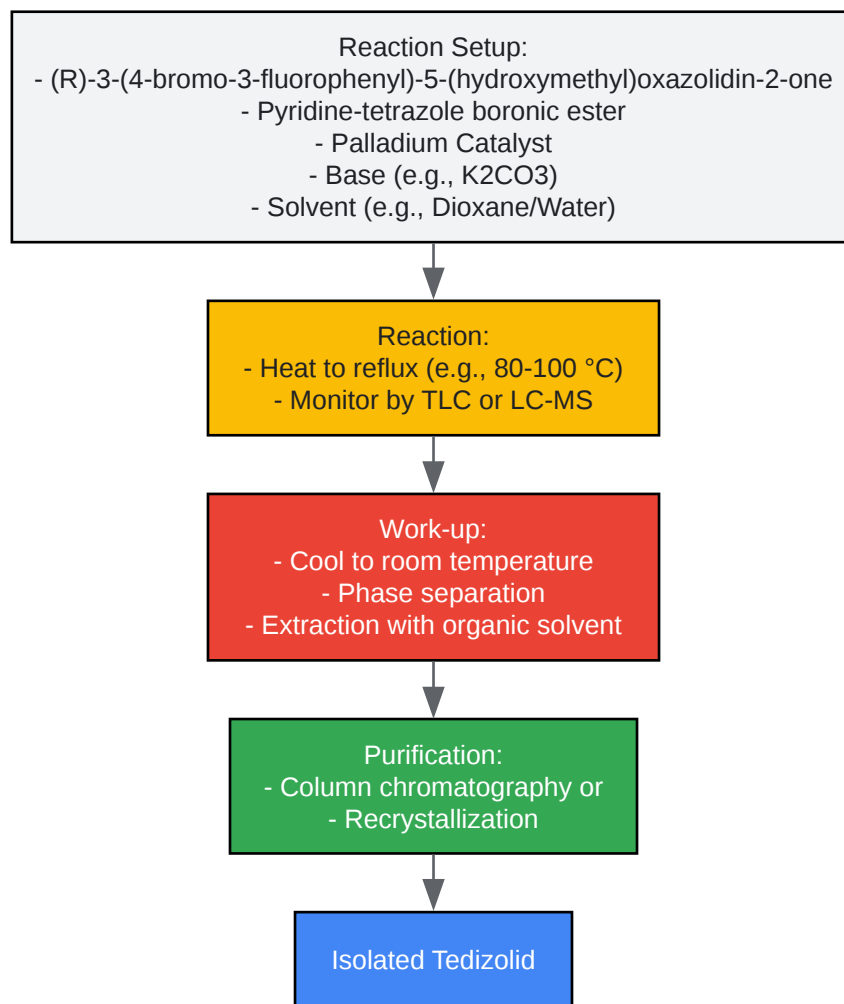 Reaction Setup:
- (R)-3-(4-bromo-3-fluorophenyl)-5-(hydroxymethyl)oxazolidin-2-one
- Pyridine-tetrazole boronic ester
- Palladium Catalyst
- Base (e.g., K2CO3)
- Solvent (e.g., Dioxane/Water)
Reaction:
- Heat to reflux (e.g., 80-100 °C)
- Monitor by TLC or LC-MS
Work-up:
- Cool to room temperature
- Phase separation
- Extraction with organic solvent
Purification:
- Column chromatography or
- Recrystallization
Isolated Tedizolid